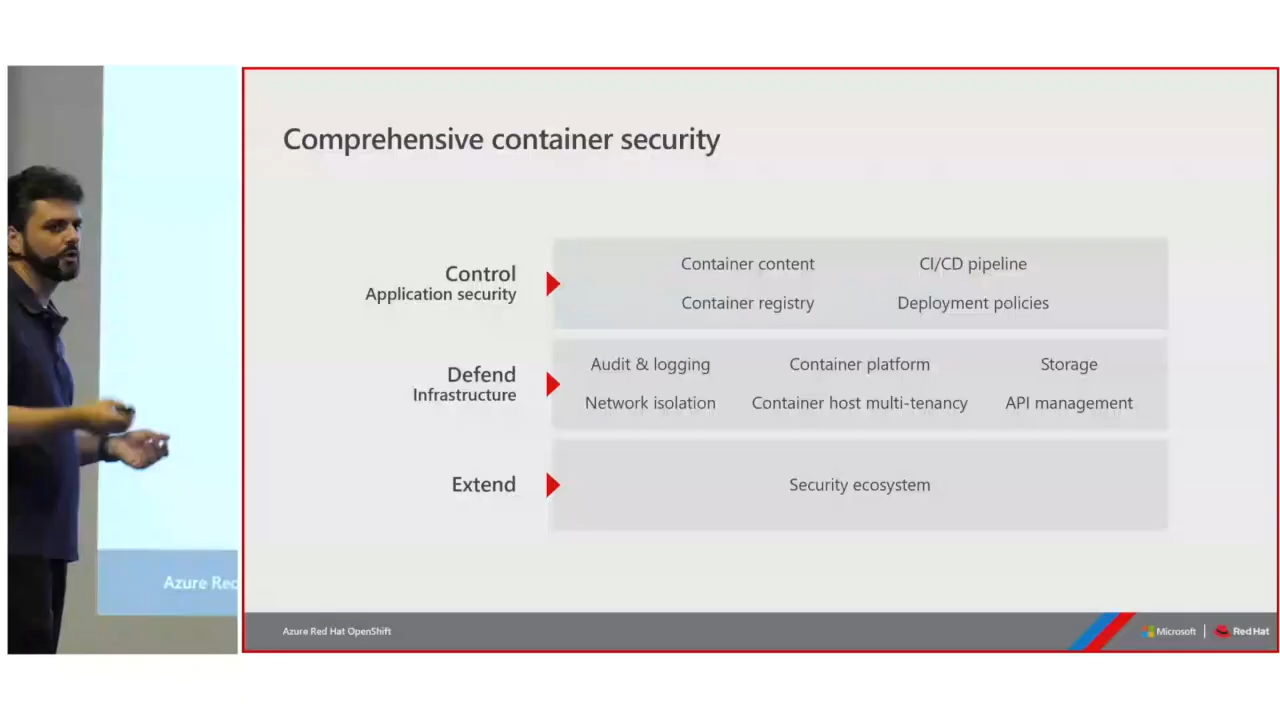 Comprehensive container security
Control
Application security
Container content
CI/CD pipeline
Container registry
Deployment policies
Defend
Infrastructure
Audit & logging
Container platform
Storage
Network isolation
Container host multi-tenancy
API management
Extend
Security ecosystem
Azure Red
Azure Red Hat OpenShift
Microsoft
Red Hat